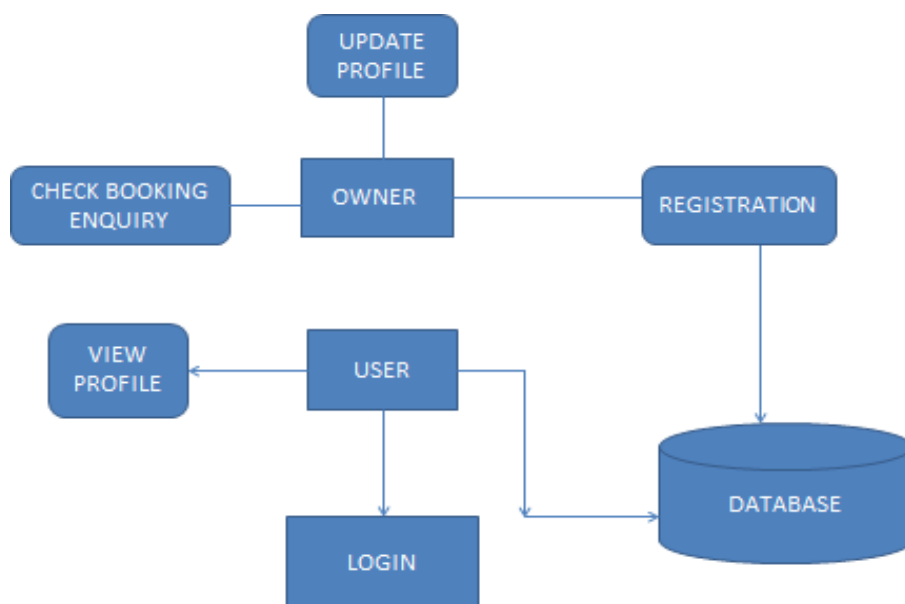 UPDATE
PROFILE
CHECK BOOKING
ENQUIRY
OWNER
REGISTRATION
VIEW
PROFILE
USER
DATABASE
LOGIN